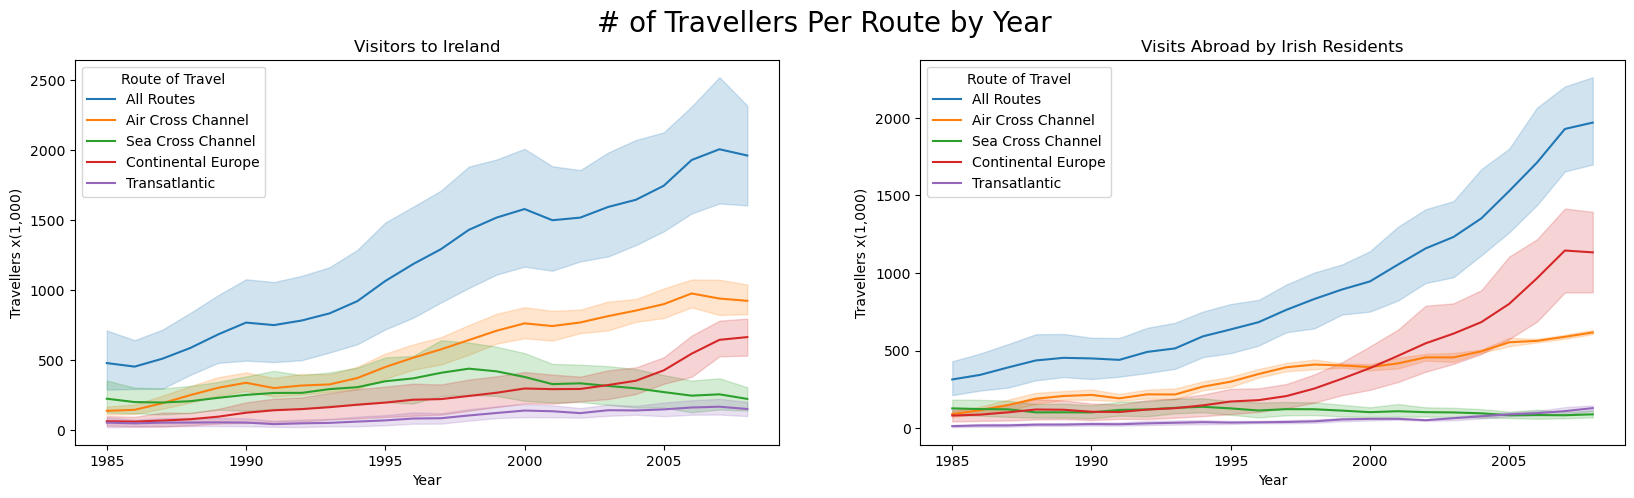 # of Travellers Per Route by Year
Visitors to Ireland
Route of Travel
All Routes
Air Cross Channel
Sea Cross Channel
Continental Europe
Transatlantic
Travellers x(1,000)
2500
2000
1500
1000
500
0
1985
1990
1995
2000
2005
Year
Visits Abroad by Irish Residents
Route of Travel
All Routes
Air Cross Channel
Sea Cross Channel
Continental Europe
Transatlantic
Travellers x(1,000)
2000
1500
1000
500
0
1985
1990
1995
2000
2005
Year